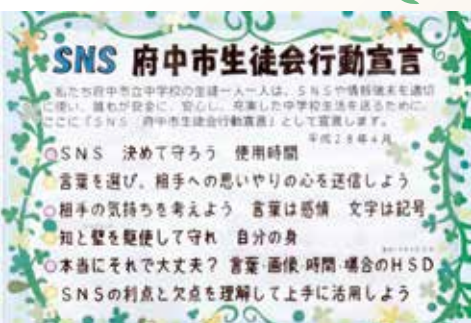 SNS 府中市生徒会行動宣言
私たち府中市立中学校の生徒一人一人は、SNSや情報端末を適切
に使い、誰もが安全に、安心し、充実した中学校生活を送るために、
ここに「SNS 府中市生徒会行動宣言」として宣言します。
平成28年4月
SNS 決めて守ろう 使用時間
言葉を選び、相手への思いやりの心を送信しよう
相手の気持ちを考えよう 言葉は感情 文字は記号
知と壁を駆使して守れ 自分の身
本当にそれで大丈夫? 言葉・画像・時間・場合のHSD
SNSの利点と欠点を理解して上手に活用しよう